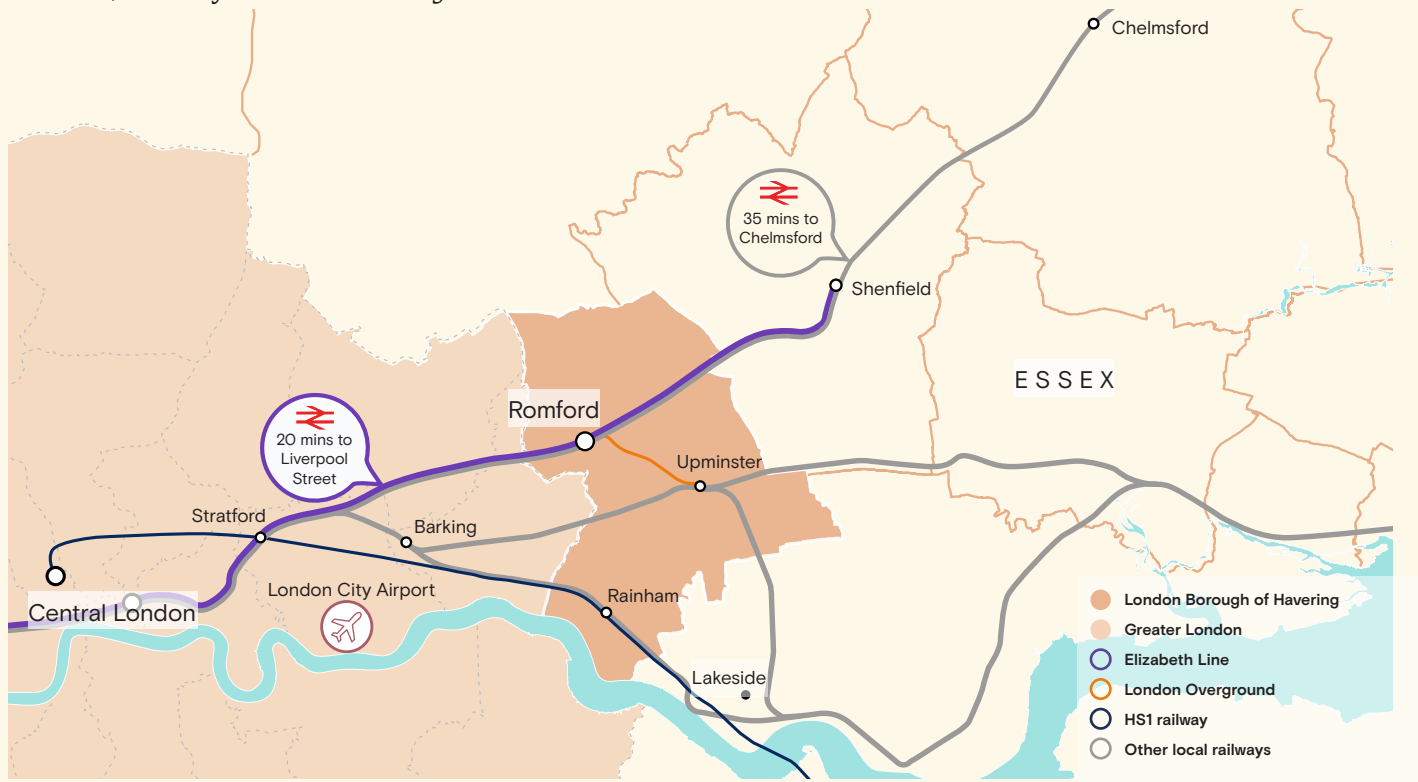 Chelmsford
35 mins to
Chelmsford
Shenfield
ESSEX
Romford
20 mins to
Liverpool
Street
Upminster
Stratford
Barking
London City Airport
Rainham
Central London
Lakeside
London Borough of Havering
Greater London
Elizabeth Line
London Overground
HS1 railway
Other local railways